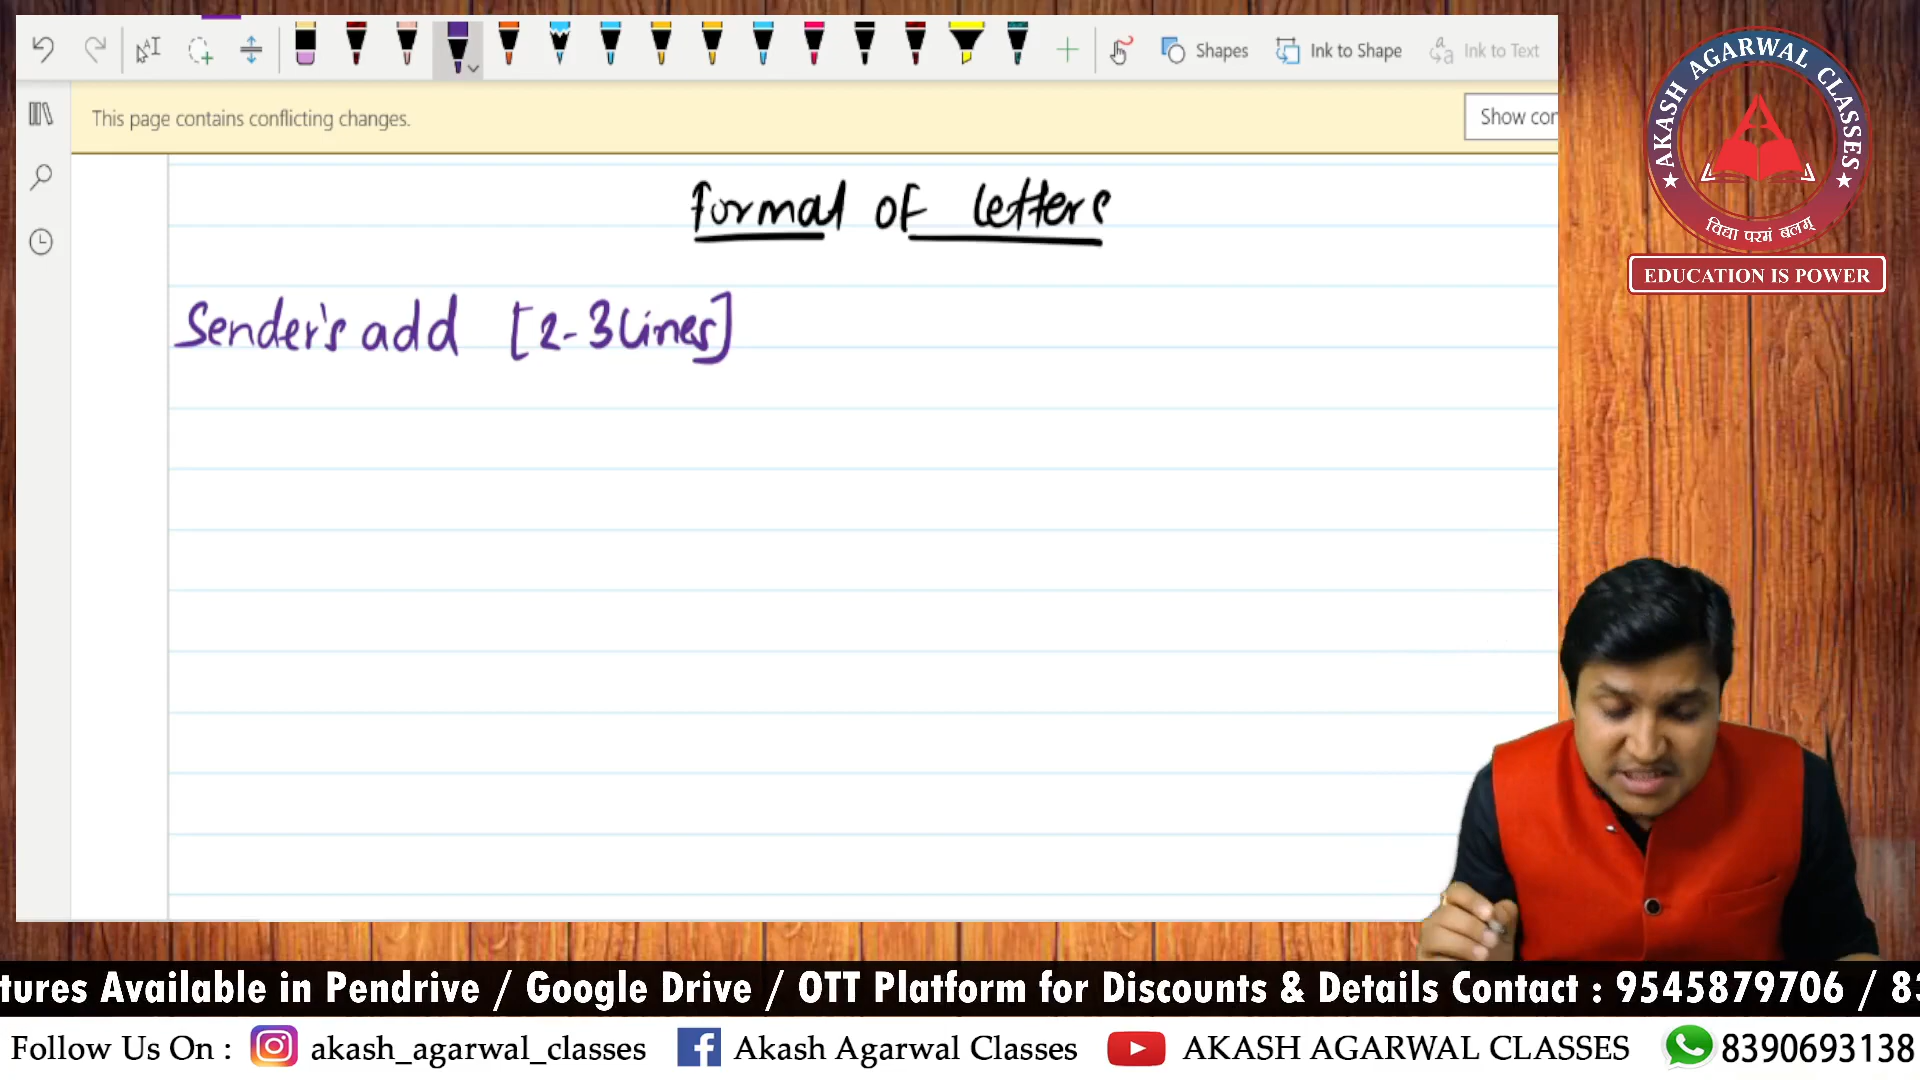 Shapes
Ink to Shape
Ink to Text
This page contains conflicting changes.
Show con
Format of letters
Sender's add [2-3 lines]
AKASH AGARWAL CLASSES
विद्या परमं बलम्
EDUCATION IS POWER
tures Available in Pendrive / Google Drive / OTT Platform for Discounts & Details Contact : 9545879706 / 83
Follow Us On : akash_agarwal_classes Akash Agarwal Classes AKASH AGARWAL CLASSES 8390693138